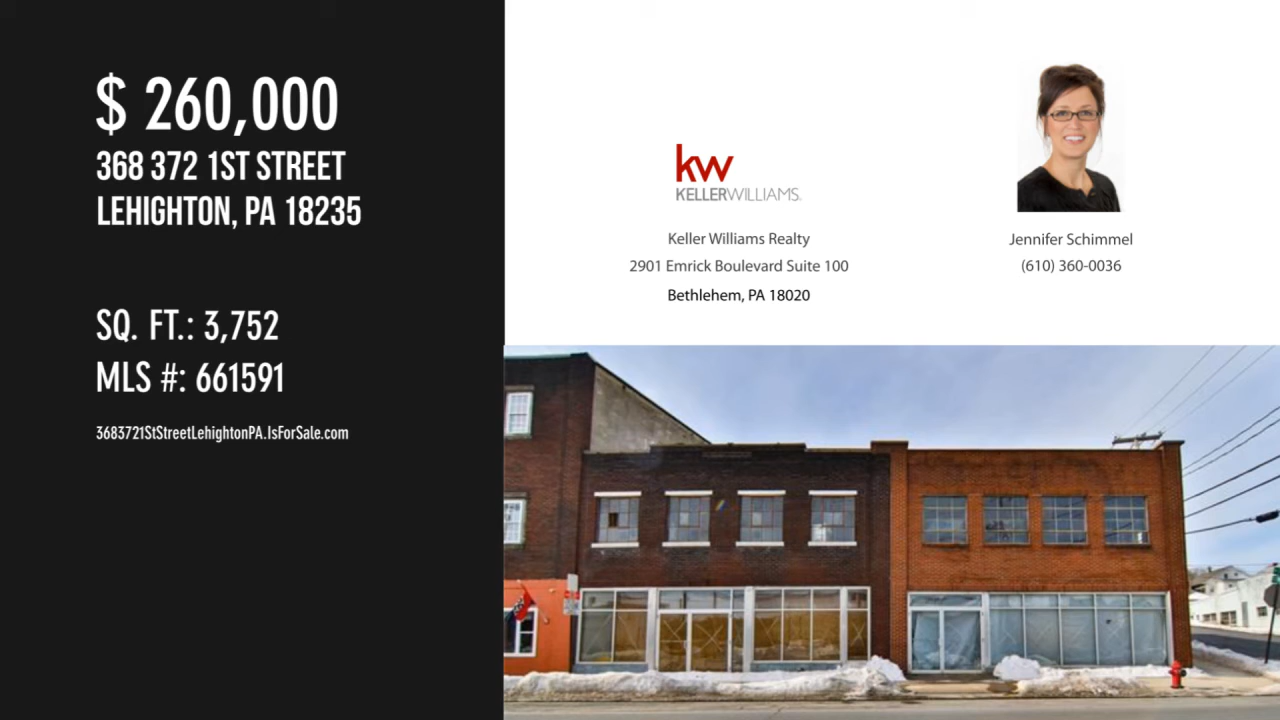 $ 260,000
368 372 1ST STREET
LEHIGHTON, PA 18235
SQ. FT.: 3,752
MLS #: 661591
3683721StStreetLehightonPA.IsForSale.com
kw
KELLERWILLIAMS.
Keller Williams Realty
2901 Emrick Boulevard Suite 100
Bethlehem, PA 18020
Jennifer Schimmel
(610) 360-0036